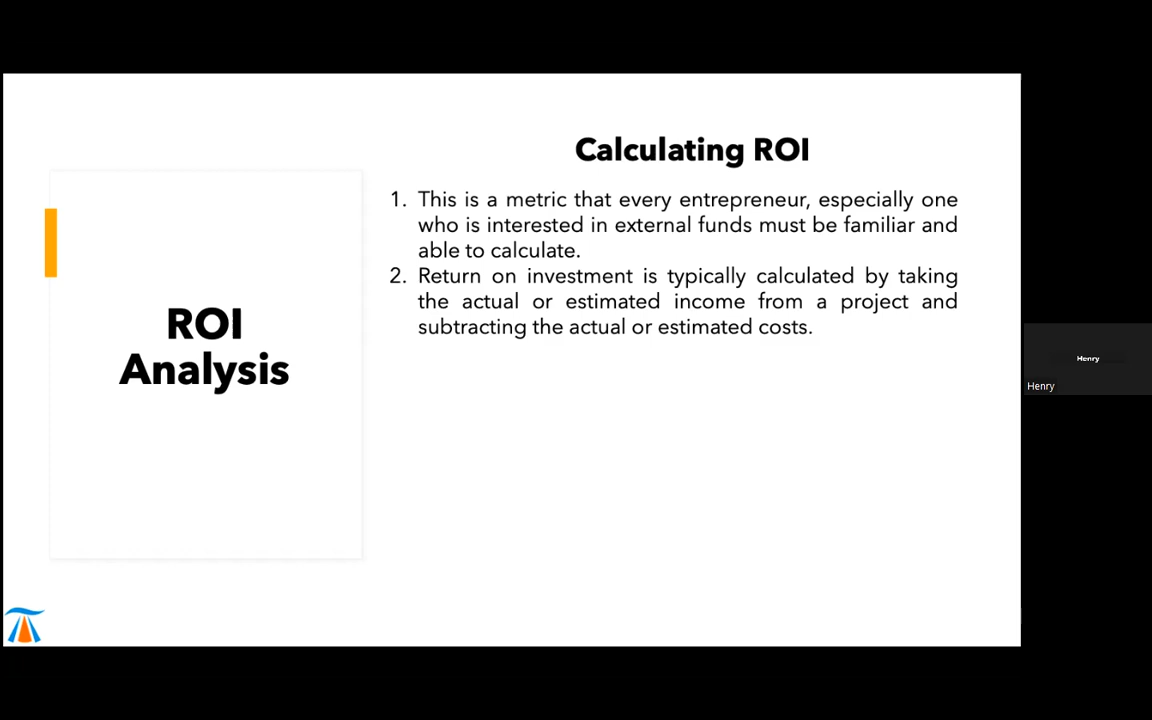 Calculating ROI
ROI
Analysis
1. This is a metric that every entrepreneur, especially one
who is interested in external funds must be familiar and
able to calculate.
2. Return on investment is typically calculated by taking
the actual or estimated income from a project and
subtracting the actual or estimated costs.
Henry
Henry